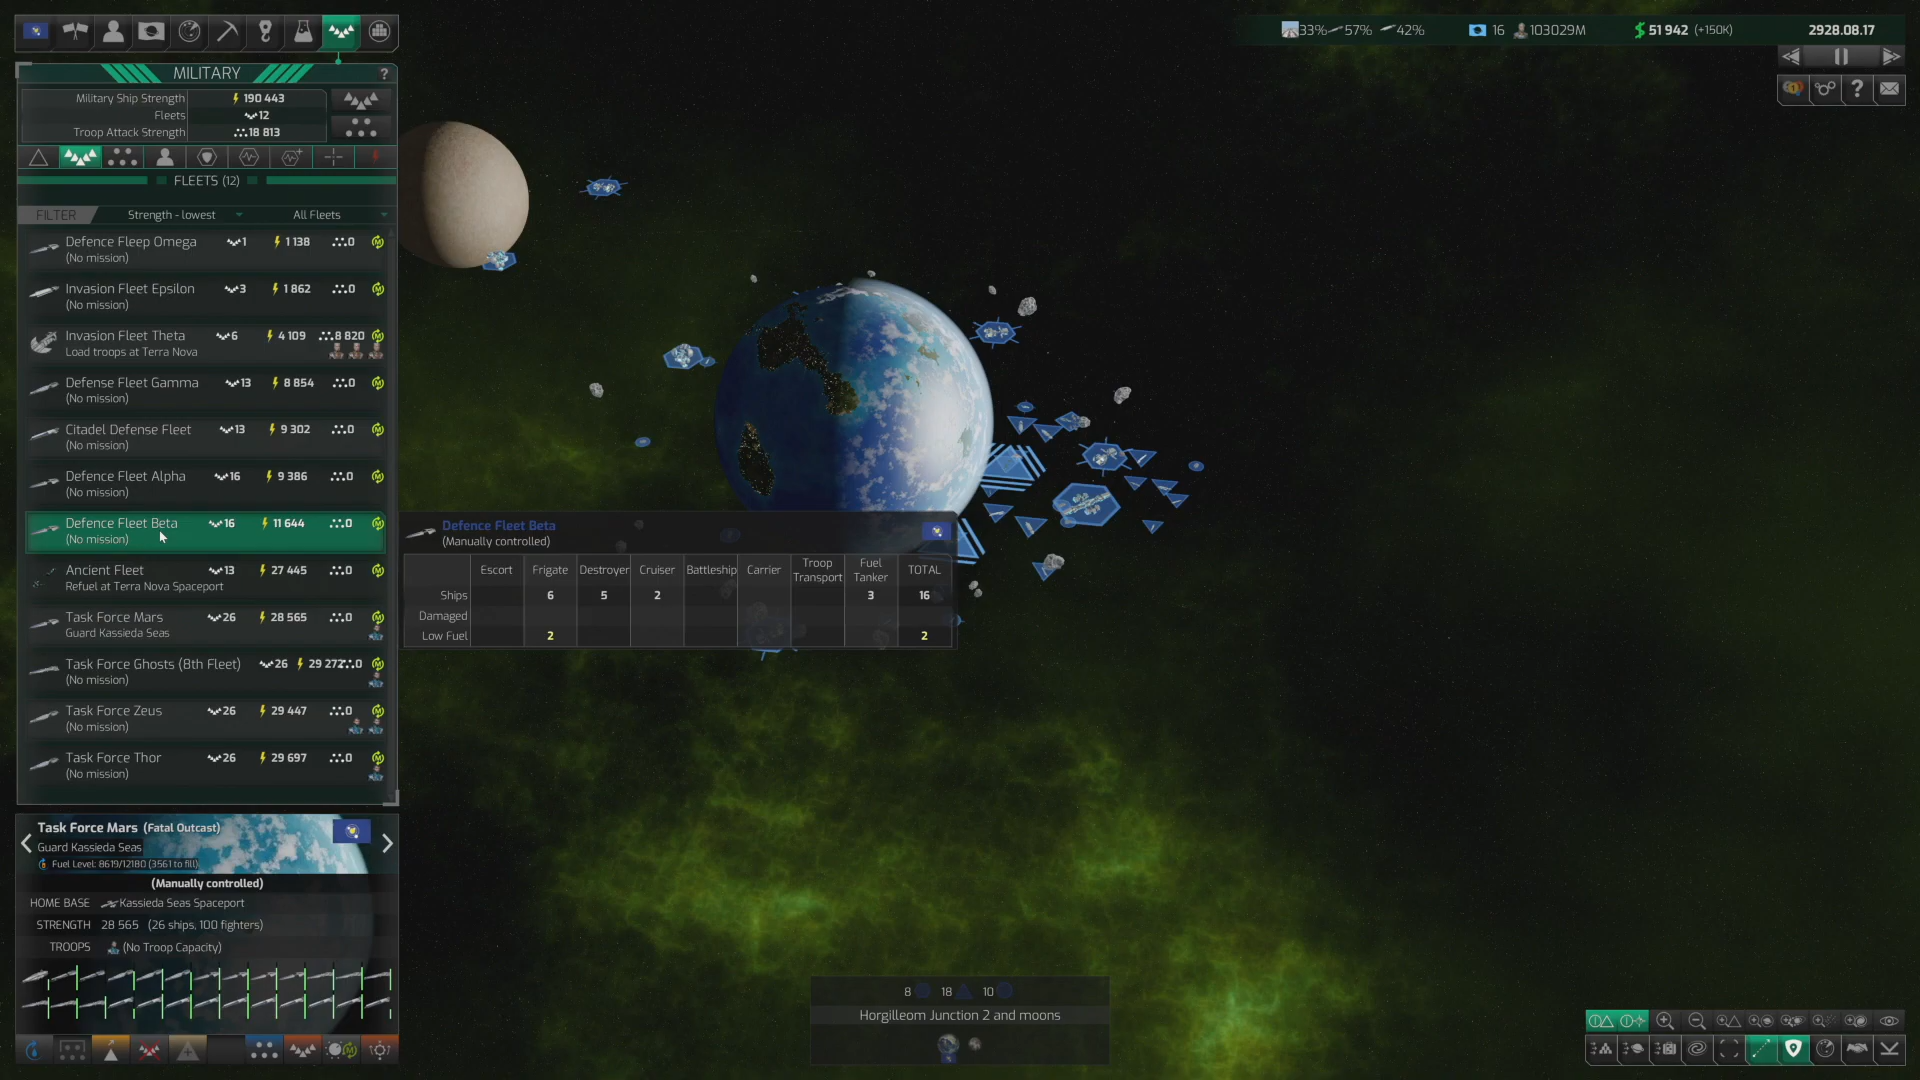 33% 57% 42% 16 103029M 51 942 (+150K) 2928.08.17
MILITARY ?
Military Ship Strength 190 443
Fleets 12
Troop Attack Strength 18 813
FLEETS (12)
FILTER Strength - lowest All Fleets
Defence Fleep Omega 1 1 138 0
(No mission)
Invasion Fleet Epsilon 3 1 862 0
(No mission)
Invasion Fleet Theta 6 4 109 8 820
Load troops at Terra Nova
Defense Fleet Gamma 13 8 854 0
(No mission)
Citadel Defense Fleet 13 9 302 0
(No mission)
Defence Fleet Alpha 16 9 386 0
(No mission)
Defence Fleet Beta 16 11 644 0
(No mission)
Ancient Fleet 13 27 445 0
Refuel at Terra Nova Spaceport
Task Force Mars 26 28 565 0
Guard Kassieda Seas
Task Force Ghosts (8th Fleet) 26 29 272 0
(No mission)
Task Force Zeus 26 29 447 0
(No mission)
Task Force Thor 26 29 697 0
(No mission)
Defence Fleet Beta
(Manually controlled)
Escort Frigate Destroyer Cruiser Battleship Carrier Troop Transport Fuel Tanker TOTAL
Ships 6 5 2 3 16
Damaged
Low Fuel 2 2
Task Force Mars (Fatal Outcast)
Guard Kassieda Seas
Fuel Level: 8619/12180 (3561 to fill)
(Manually controlled)
HOME BASE Kassieda Seas Spaceport
STRENGTH 28 565 (26 ships, 100 fighters)
TROOPS (No Troop Capacity)
8 18 10
Horgilleom Junction 2 and moons